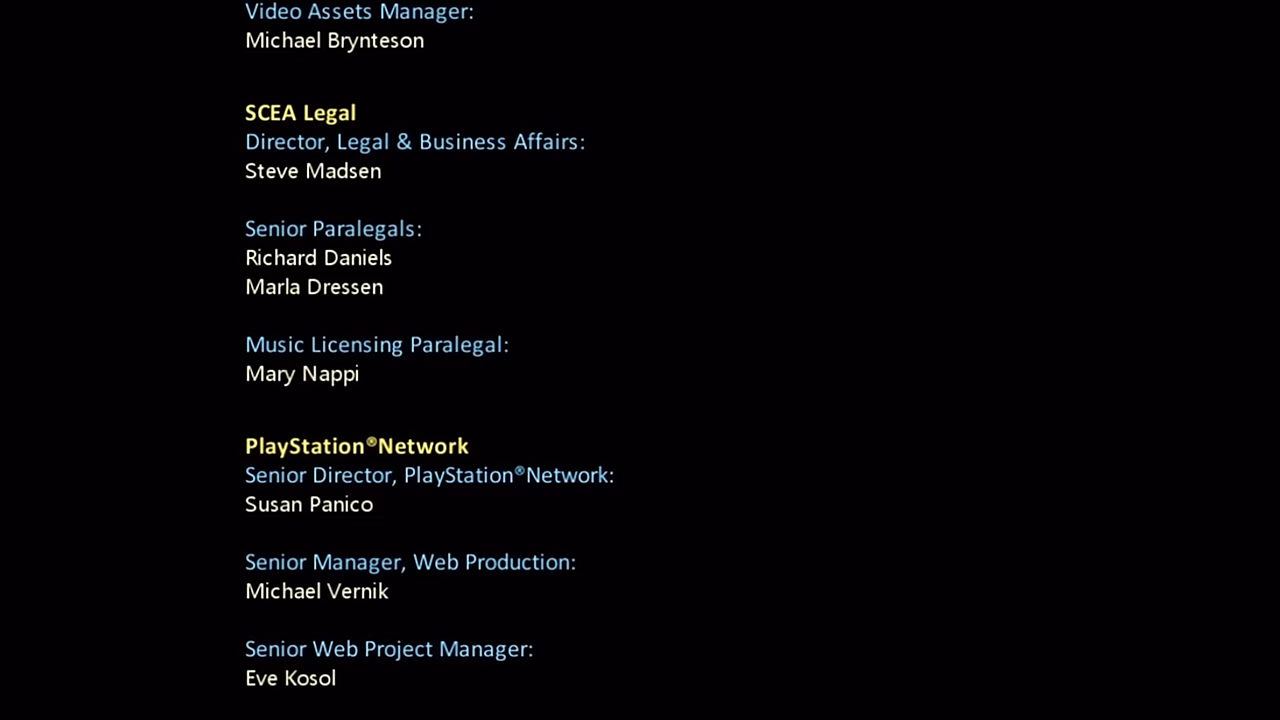 Video Assets Manager:
Michael Brynteson
SCEA Legal
Director, Legal & Business Affairs:
Steve Madsen
Senior Paralegals:
Richard Daniels
Marla Dressen
Music Licensing Paralegal:
Mary Nappi
PlayStation®Network
Senior Director, PlayStation®Network:
Susan Panico
Senior Manager, Web Production:
Michael Vernik
Senior Web Project Manager:
Eve Kosol